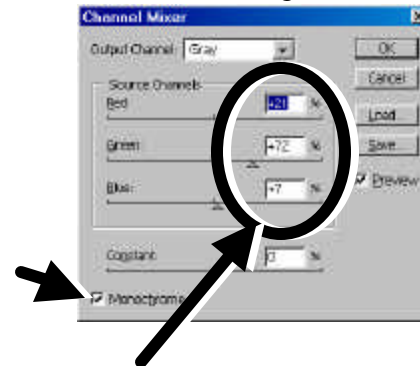 Channel Mixer
Output Channel: Gray
OK
Cancel
Source Channels
Red: +21 %
Load...
Green: +72 %
Save...
Blue: +7 %
Preview
Constant: 0 %
Monochrome